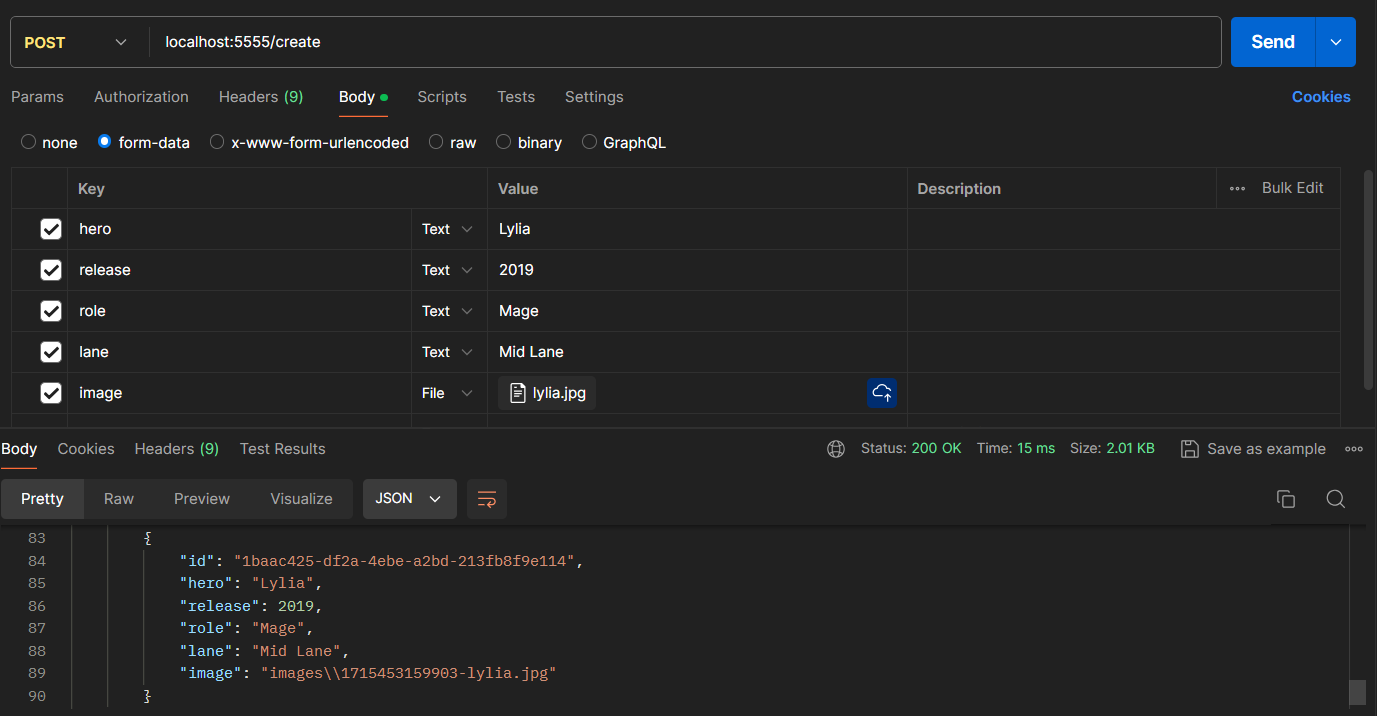 POST localhost:5555/create Send
Params Authorization Headers (9) Body Scripts Tests Settings Cookies
none form-data x-www-form-urlencoded raw binary GraphQL
Key Value Description Bulk Edit
hero Text Lylia
release Text 2019
role Text Mage
lane Text Mid Lane
image File lylia.jpg
Body Cookies Headers (9) Test Results Status: 200 OK Time: 15 ms Size: 2.01 KB Save as example
Pretty Raw Preview Visualize JSON
83 {
84 "id": "1baac425-df2a-4ebe-a2bd-213fb8f9e114",
85 "hero": "Lylia",
86 "release": 2019,
87 "role": "Mage",
88 "lane": "Mid Lane",
89 "image": "images\\1715453159903-lylia.jpg"
90 }